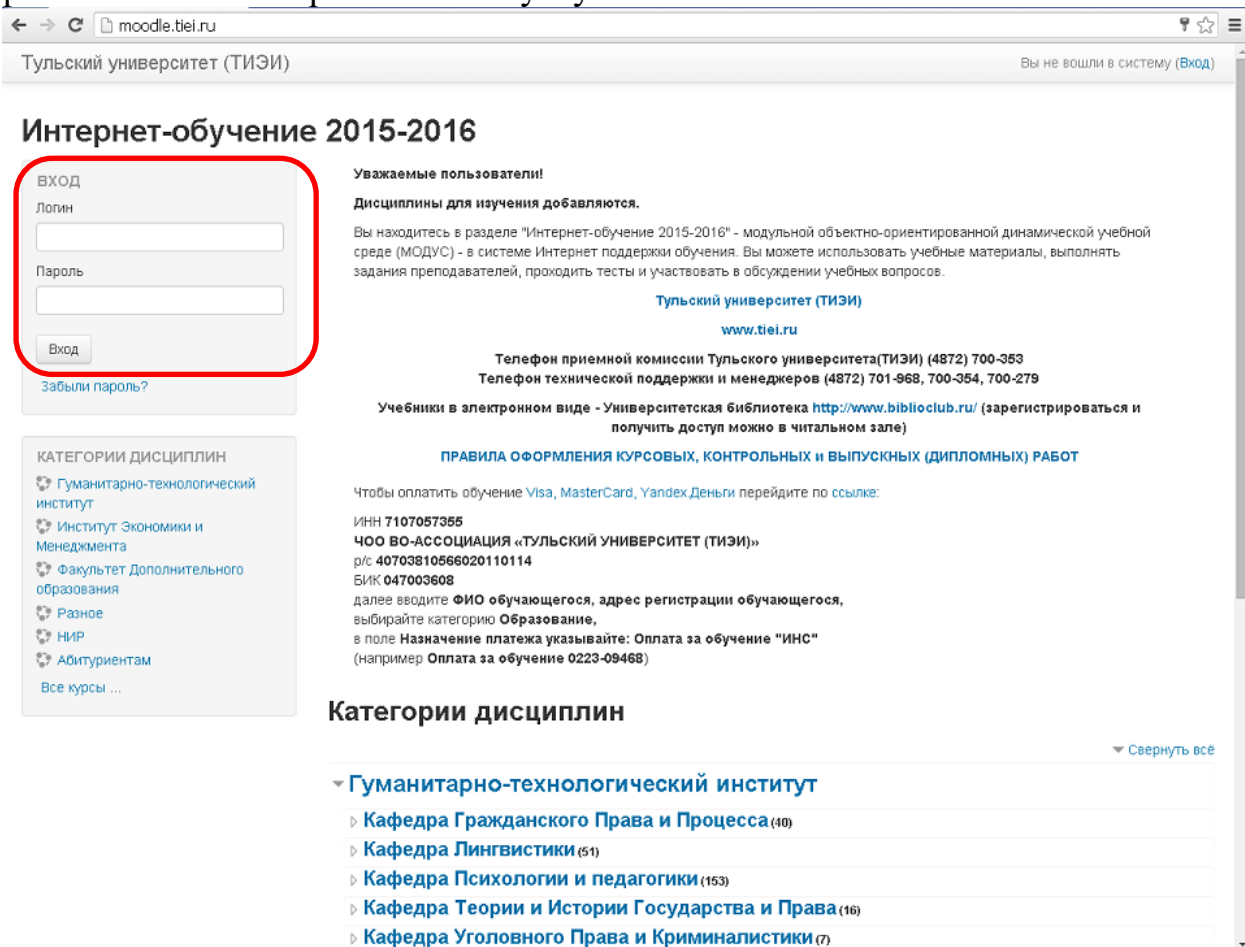 moodle.tiei.ru
Тульский университет (ТИЭИ)
Вы не вошли в систему (Вход)
Интернет-обучение 2015-2016
ВХОД
Логин
Пароль
Вход
Забыли пароль?
КАТЕГОРИИ ДИСЦИПЛИН
Гуманитарно-технологический
институт
Институт Экономики и
Менеджмента
Факультет Дополнительного
образования
Разное
НИР
Абитуриентам
Все курсы ...
Уважаемые пользователи!
Дисциплины для изучения добавляются.
Вы находитесь в разделе "Интернет-обучение 2015-2016" - модульной объектно-ориентированной динамической учебной
среде (МОДУС) - в системе Интернет поддержки обучения. Вы можете использовать учебные материалы, выполнять
задания преподавателей, проходить тесты и участвовать в обсуждении учебных вопросов.
Тульский университет (ТИЭИ)
www.tiei.ru
Телефон приемной комиссии Тульского университета(ТИЭИ) (4872) 700-353
Телефон технической поддержки и менеджеров (4872) 701-968, 700-354, 700-279
Учебники в электронном виде - Университетская библиотека http://www.biblioclub.ru/ (зарегистрироваться и
получить доступ можно в читальном зале)
ПРАВИЛА ОФОРМЛЕНИЯ КУРСОВЫХ, КОНТРОЛЬНЫХ и ВЫПУСКНЫХ (ДИПЛОМНЫХ) РАБОТ
Чтобы оплатить обучение Visa, MasterCard, Yandex.Деньги перейдите по ссылке:
ИНН 7107057355
ЧОО ВО-АССОЦИАЦИЯ «ТУЛЬСКИЙ УНИВЕРСИТЕТ (ТИЭИ)»
р/с 40703810566020110114
БИК 047003608
далее вводите ФИО обучающегося, адрес регистрации обучающегося,
выбирайте категорию Образование,
в поле Назначение платежа указывайте: Оплата за обучение "ИНС"
(например Оплата за обучение 0223-09468)
Категории дисциплин
Свернуть всё
Гуманитарно-технологический институт
Кафедра Гражданского Права и Процесса (40)
Кафедра Лингвистики (51)
Кафедра Психологии и педагогики (153)
Кафедра Теории и Истории Государства и Права (16)
Кафедра Уголовного Права и Криминалистики (7)